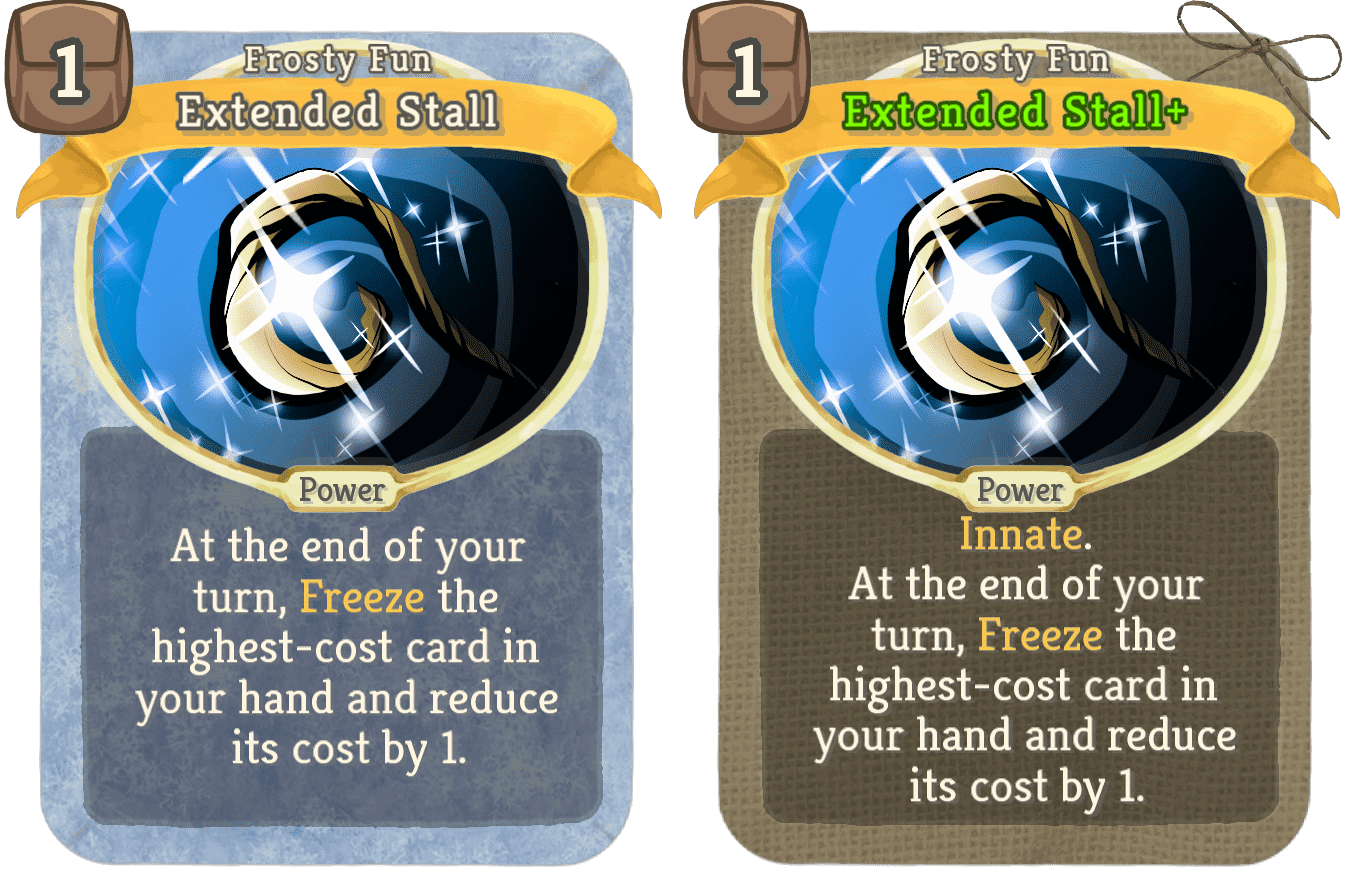 1
Frosty Fun
Extended Stall
Power
At the end of your
turn, Freeze the
highest-cost card in
your hand and reduce
its cost by 1.
1
Frosty Fun
Extended Stall+
Power
Innate.
At the end of your
turn, Freeze the
highest-cost card in
your hand and reduce
its cost by 1.